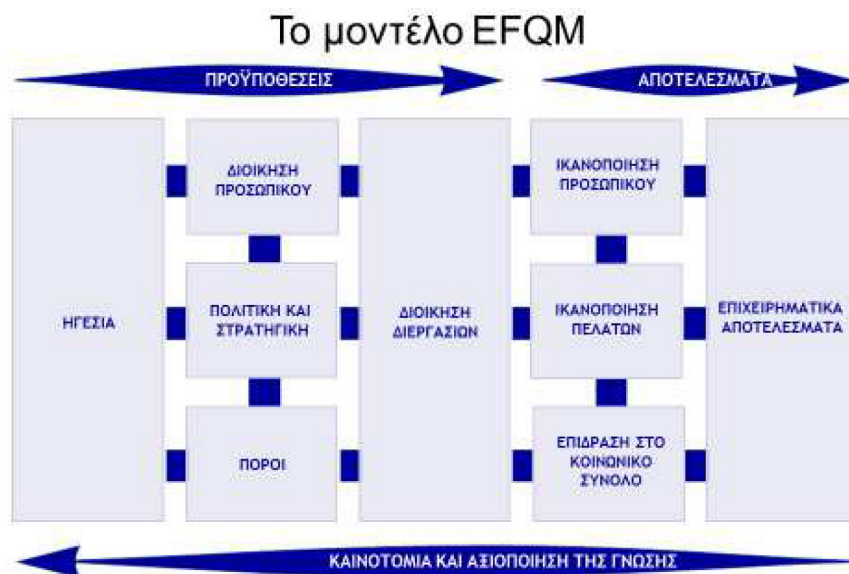 Το μοντέλο EFQM
ΠΡΟΫΠΟΘΕΣΕΙΣ
ΑΠΟΤΕΛΕΣΜΑΤΑ
ΗΓΕΣΙΑ
ΔΙΟΙΚΗΣΗ
ΠΡΟΣΩΠΙΚΟΥ
ΠΟΛΙΤΙΚΗ ΚΑΙ
ΣΤΡΑΤΗΓΙΚΗ
ΠΟΡΟΙ
ΔΙΟΙΚΗΣΗ
ΔΙΕΡΓΑΣΙΩΝ
ΙΚΑΝΟΠΟΙΗΣΗ
ΠΡΟΣΩΠΙΚΟΥ
ΙΚΑΝΟΠΟΙΗΣΗ
ΠΕΛΑΤΩΝ
ΕΠΙΔΡΑΣΗ ΣΤΟ
ΚΟΙΝΩΝΙΚΟ
ΣΥΝΟΛΟ
ΕΠΙΧΕΙΡΗΜΑΤΙΚΑ
ΑΠΟΤΕΛΕΣΜΑΤΑ
ΚΑΙΝΟΤΟΜΙΑ ΚΑΙ ΑΞΙΟΠΟΙΗΣΗ ΤΗΣ ΓΝΩΣΗΣ